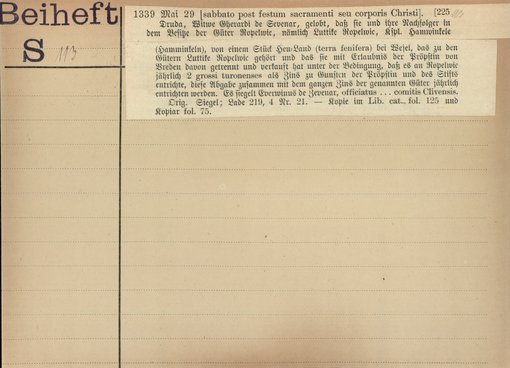 Beiheft
S 113
1339 Mai 29 [sabbato post festum sacramenti seu corporis Christi]. [225
Druda, Witwe Gherardi de Sevenar, gelobt, daß sie und ihre Nachfolger in
dem Besitze der Güter Ropelwic, nämlich Luttike Ropelwic, Kspl. Hamwinkele
(Hamminkeln), von einem Stück Heu-Land (terra fenifera) bei Wesel, das zu den
Gütern Luttike Ropelwic gehört und das sie mit Erlaubnis der Pröpstin von
Vreden davon getrennt und verkauft hat unter der Bedingung, daß es an Ropelwic
jährlich 2 grossi turonenses als Zins zu Gunsten der Pröpstin und des Stifts
entrichte, diese Abgabe zusammen mit dem ganzen Zins der genannten Güter jährlich
entrichten werden. Es siegelt Everwinus de Zevenar, officiatus ... comitis Clivensis.
Orig. Siegel; Lade 219, 4 Nr. 21. — Kopie im Lib. cat., fol. 125 und
Kopiar fol. 75.